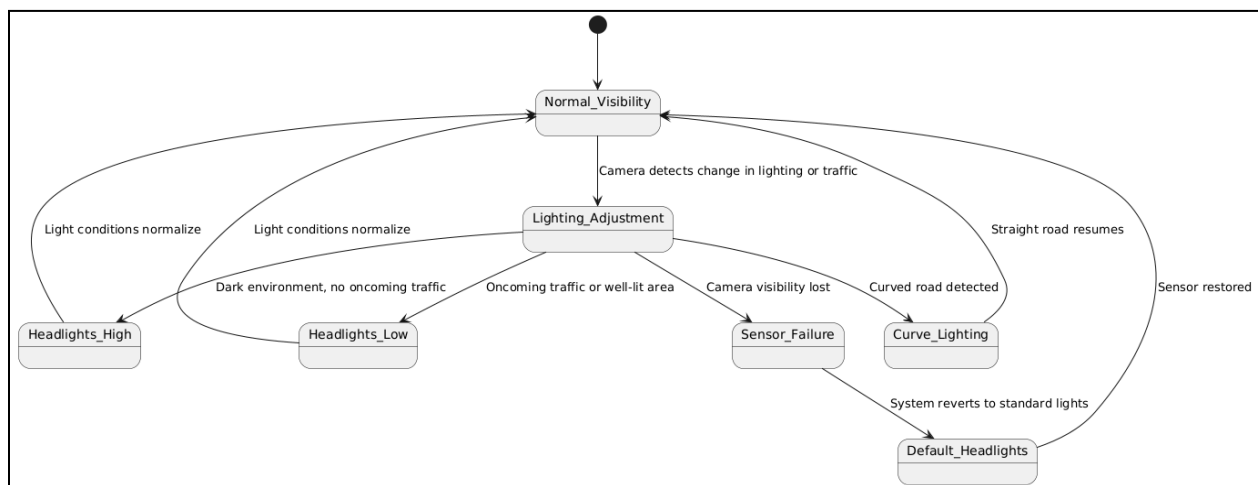 Normal_Visibility
Camera detects change in lighting or traffic
Lighting_Adjustment
Light conditions normalize
Light conditions normalize
Straight road resumes
Dark environment, no oncoming traffic
Oncoming traffic or well-lit area
Camera visibility lost
Curved road detected
Sensor restored
Headlights_High
Headlights_Low
Sensor_Failure
Curve_Lighting
System reverts to standard lights
Default_Headlights